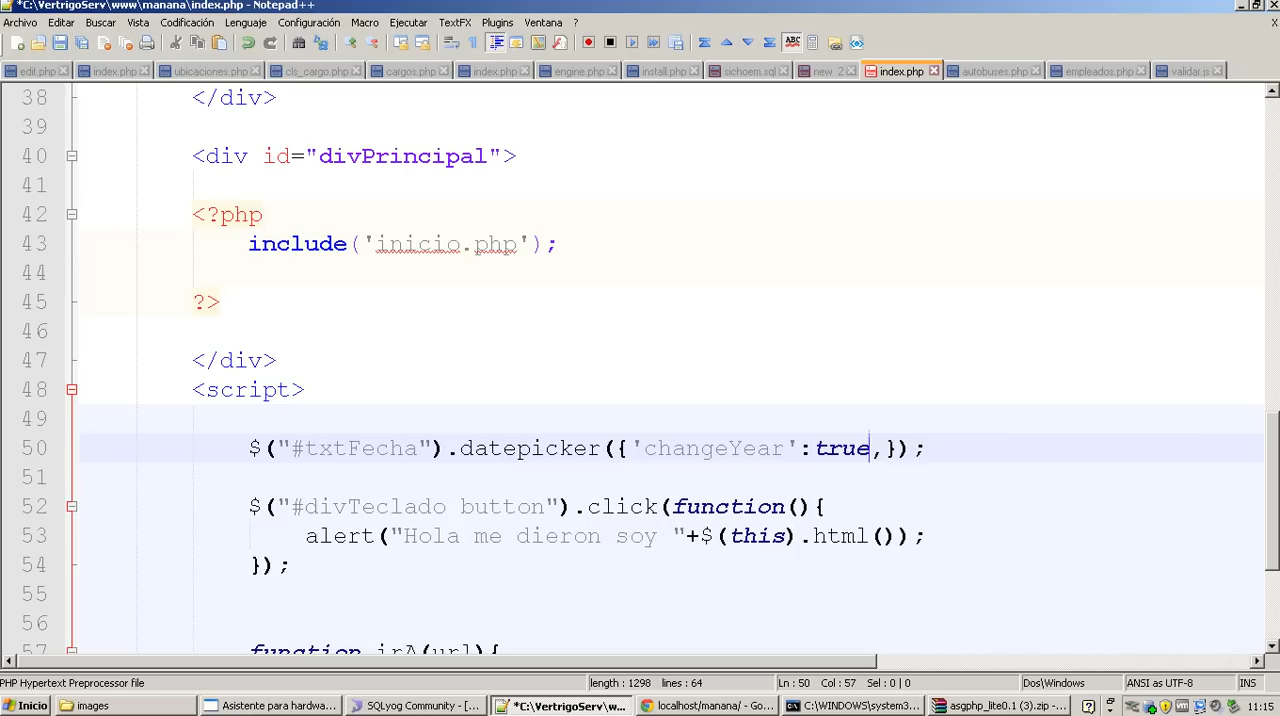 *C:\VertrigoServ\www\manana\index.php - Notepad++
Archivo Editar Buscar Vista Codificación Lenguaje Configuración Macro Ejecutar TextFX Plugins Ventana ?
edit.php index.php ubicaciones.php cls_cargo.php cargos.php index.php engine.php install.php sichoem.sql new 2 index.php autobuses.php empleados.php validar.js
38 </div>
39
40 <div id="divPrincipal">
41
42 <?php
43 include('inicio.php');
44
45 ?>
46
47 </div>
48 <script>
49
50 $("#txtFecha").datepicker({'changeYear':true,});
51
52 $("#divTeclado button").click(function(){
53 alert("Hola me dieron soy "+$(this).html());
54 });
55
56
57 function irA(url){
PHP Hypertext Preprocessor file length : 1298 lines : 64 Ln : 50 Col : 57 Sel : 0 | 0 Dos\Windows ANSI as UTF-8 INS
Inicio images Asistente para hardwa... SQLyog Community - [... *C:\VertrigoServ\ww... localhost/manana/ - Go... C:\WINDOWS\system3... asgphp_lite0.1 (3).zip - ... 11:15